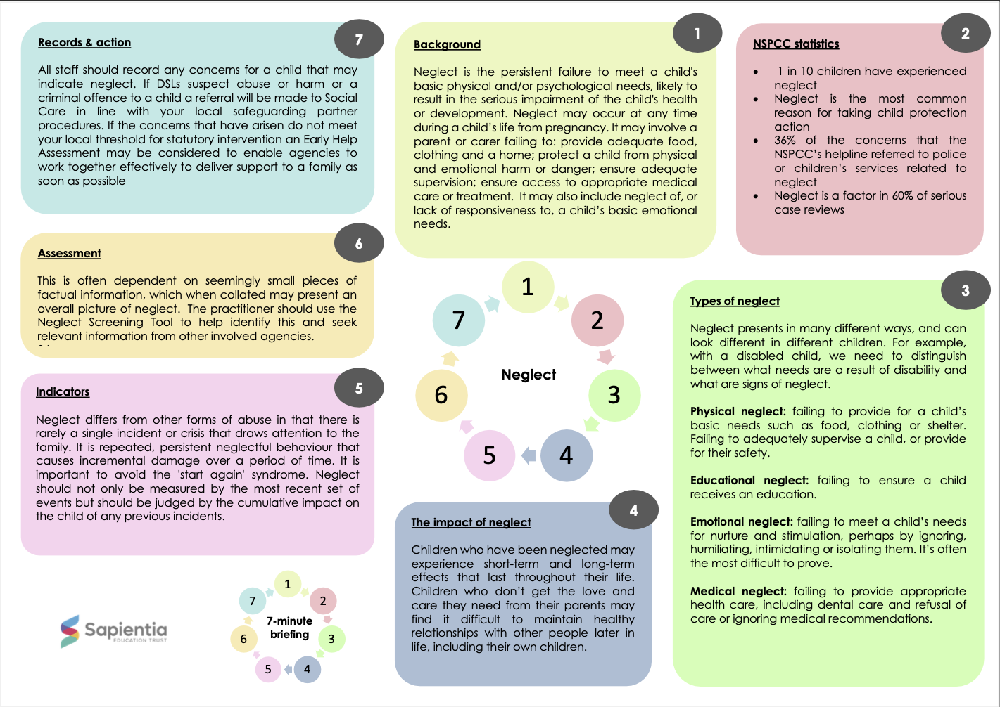 Records & action
7
All staff should record any concerns for a child that may
indicate neglect. If DSLs suspect abuse or harm or a
criminal offence to a child a referral will be made to Social
Care in line with your local safeguarding partner
procedures. If the concerns that have arisen do not meet
your local threshold for statutory intervention an Early Help
Assessment may be considered to enable agencies to
work together effectively to deliver support to a family as
soon as possible
Background
1
Neglect is the persistent failure to meet a child's
basic physical and/or psychological needs, likely to
result in the serious impairment of the child's health
or development. Neglect may occur at any time
during a child’s life from pregnancy. It may involve a
parent or carer failing to: provide adequate food,
clothing and a home; protect a child from physical
and emotional harm or danger; ensure adequate
supervision; ensure access to appropriate medical
care or treatment. It may also include neglect of, or
lack of responsiveness to, a child’s basic emotional
needs.
NSPCC statistics
2
• 1 in 10 children have experienced
neglect
• Neglect is the most common
reason for taking child protection
action
• 36% of the concerns that the
NSPCC’s helpline referred to police
or children’s services related to
neglect
• Neglect is a factor in 60% of serious
case reviews
Types of neglect
3
Neglect presents in many different ways, and can
look different in different children. For example,
with a disabled child, we need to distinguish
between what needs are a result of disability and
what are signs of neglect.
Physical neglect: failing to provide for a child’s
basic needs such as food, clothing or shelter.
Failing to adequately supervise a child, or provide
for their safety.
Educational neglect: failing to ensure a child
receives an education.
Emotional neglect: failing to meet a child’s needs
for nurture and stimulation, perhaps by ignoring,
humiliating, intimidating or isolating them. It’s often
the most difficult to prove.
Medical neglect: failing to provide appropriate
health care, including dental care and refusal of
care or ignoring medical recommendations.
The impact of neglect
4
Children who have been neglected may
experience short-term and long-term
effects that last throughout their life.
Children who don’t get the love and
care they need from their parents may
find it difficult to maintain healthy
relationships with other people later in
life, including their own children.
Indicators
5
Neglect differs from other forms of abuse in that there is
rarely a single incident or crisis that draws attention to the
family. It is repeated, persistent neglectful behaviour that
causes incremental damage over a period of time. It is
important to avoid the 'start again' syndrome. Neglect
should not only be measured by the most recent set of
events but should be judged by the cumulative impact on
the child of any previous incidents.
Assessment
6
This is often dependent on seemingly small pieces of
factual information, which when collated may present an
overall picture of neglect. The practitioner should use the
Neglect Screening Tool to help identify this and seek
relevant information from other involved agencies.
1
2
3
4
5
6
7
Neglect
1
2
3
4
5
6
7
7-minute
briefing
Sapientia
EDUCATION TRUST